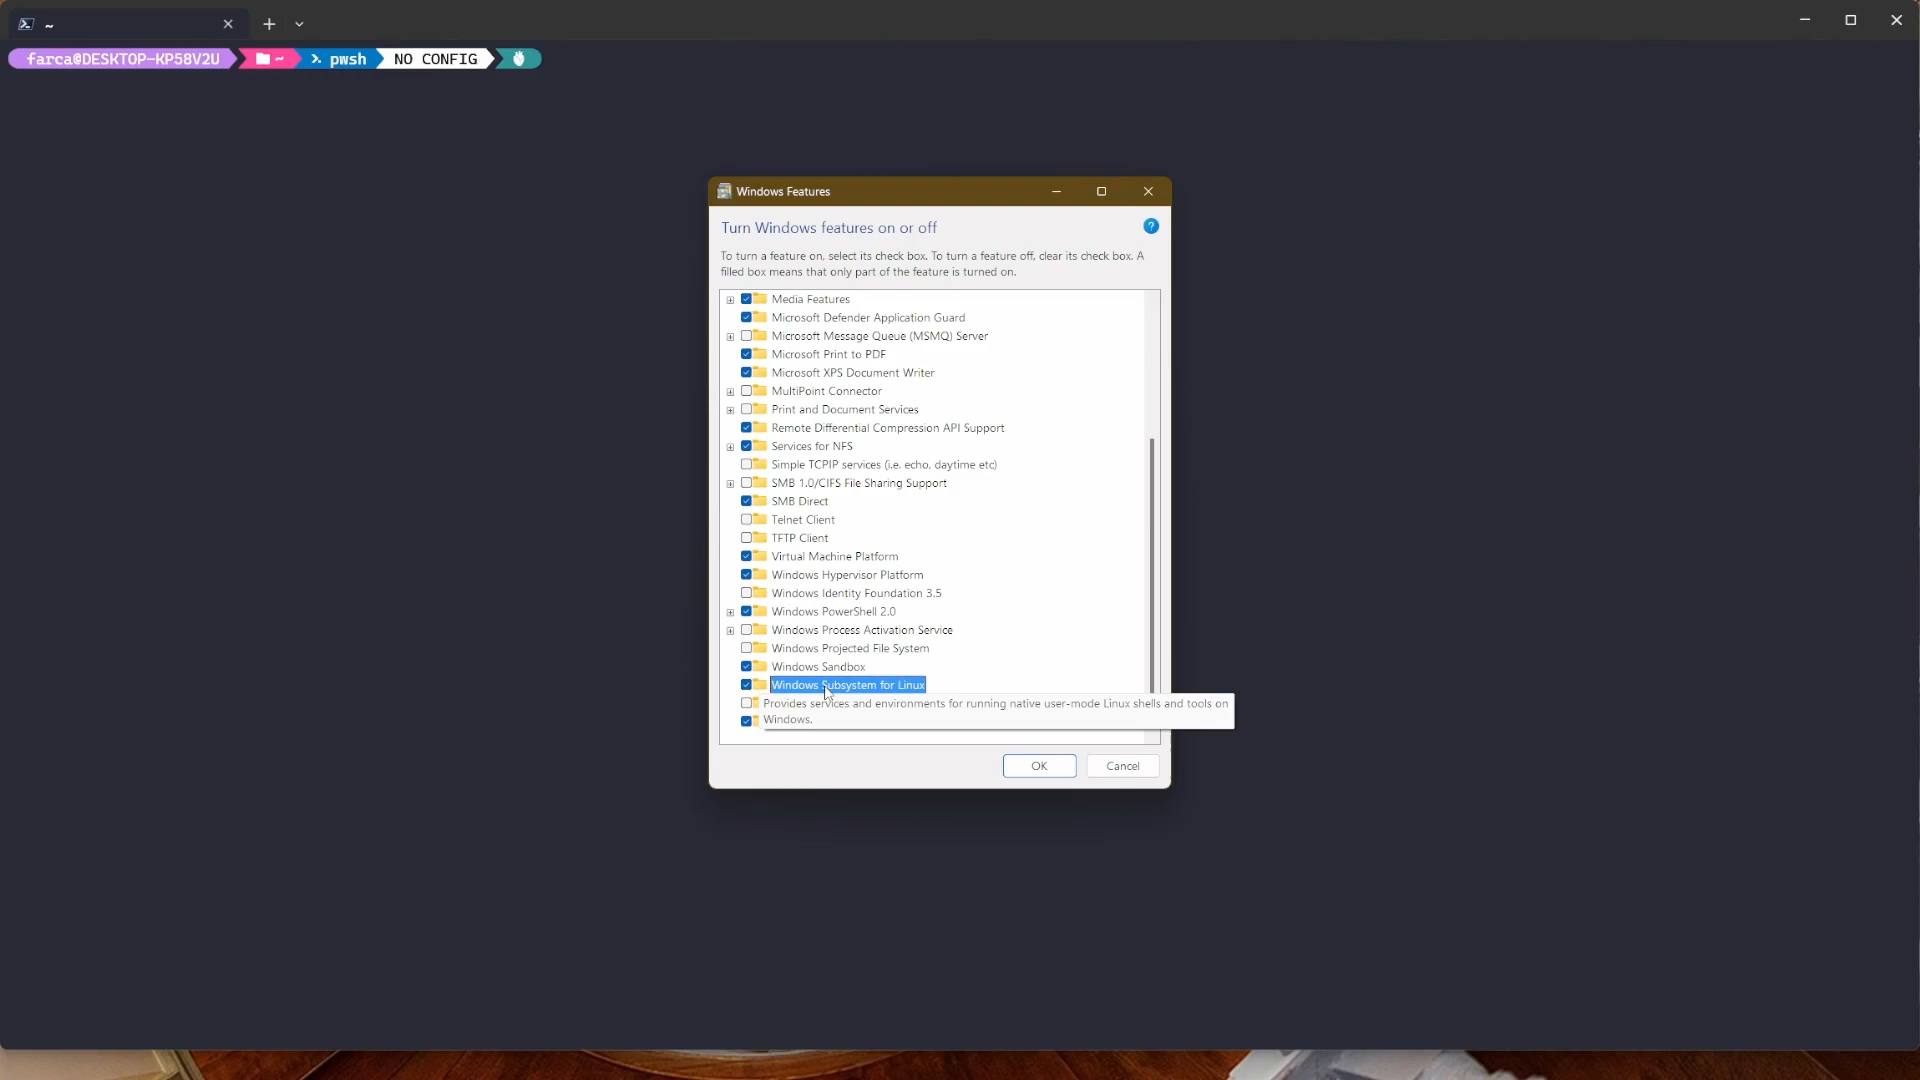 ~
farca@DESKTOP-KP58V2U ~ pwsh NO CONFIG
Windows Features
Turn Windows features on or off
To turn a feature on, select its check box. To turn a feature off, clear its check box. A
filled box means that only part of the feature is turned on.
Media Features
Microsoft Defender Application Guard
Microsoft Message Queue (MSMQ) Server
Microsoft Print to PDF
Microsoft XPS Document Writer
MultiPoint Connector
Print and Document Services
Remote Differential Compression API Support
Services for NFS
Simple TCPIP services (i.e. echo, daytime etc)
SMB 1.0/CIFS File Sharing Support
SMB Direct
Telnet Client
TFTP Client
Virtual Machine Platform
Windows Hypervisor Platform
Windows Identity Foundation 3.5
Windows PowerShell 2.0
Windows Process Activation Service
Windows Projected File System
Windows Sandbox
Windows Subsystem for Linux
Provides services and environments for running native user-mode Linux shells and tools on
Windows.
OK
Cancel